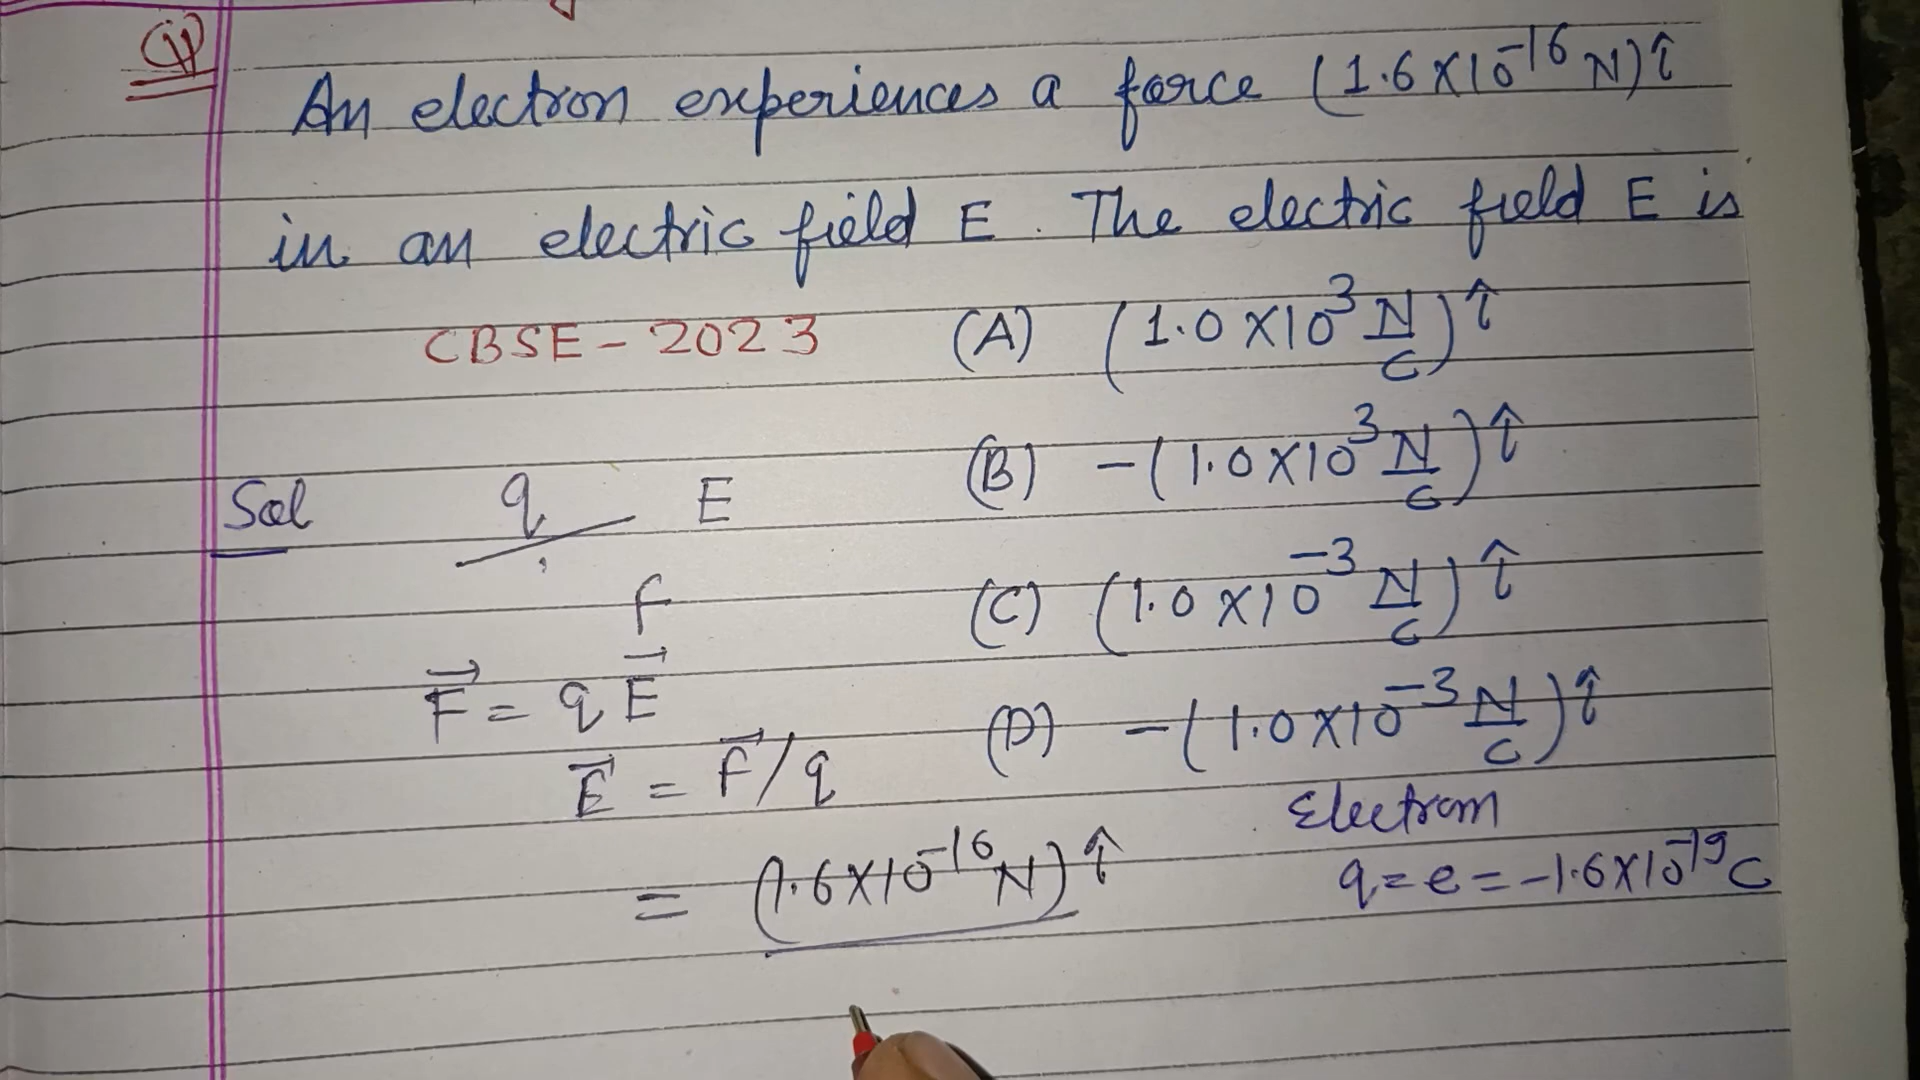 (1)
An electron experiences a force (1.6×10⁻¹⁶ N) î
in an electric field E. The electric field E is
CBSE - 2023 (A) (1.0×10³ N/C) î
(B) -(1.0×10³ N/C) î
Sol q E
(C) (1.0×10⁻³ N/C) î
f
F⃗ = qE⃗ (D) -(1.0×10⁻³ N/C) î
E⃗ = F⃗/q
Electron
= (1.6×10⁻¹⁶ N) î q=e=-1.6×10⁻¹⁹ C